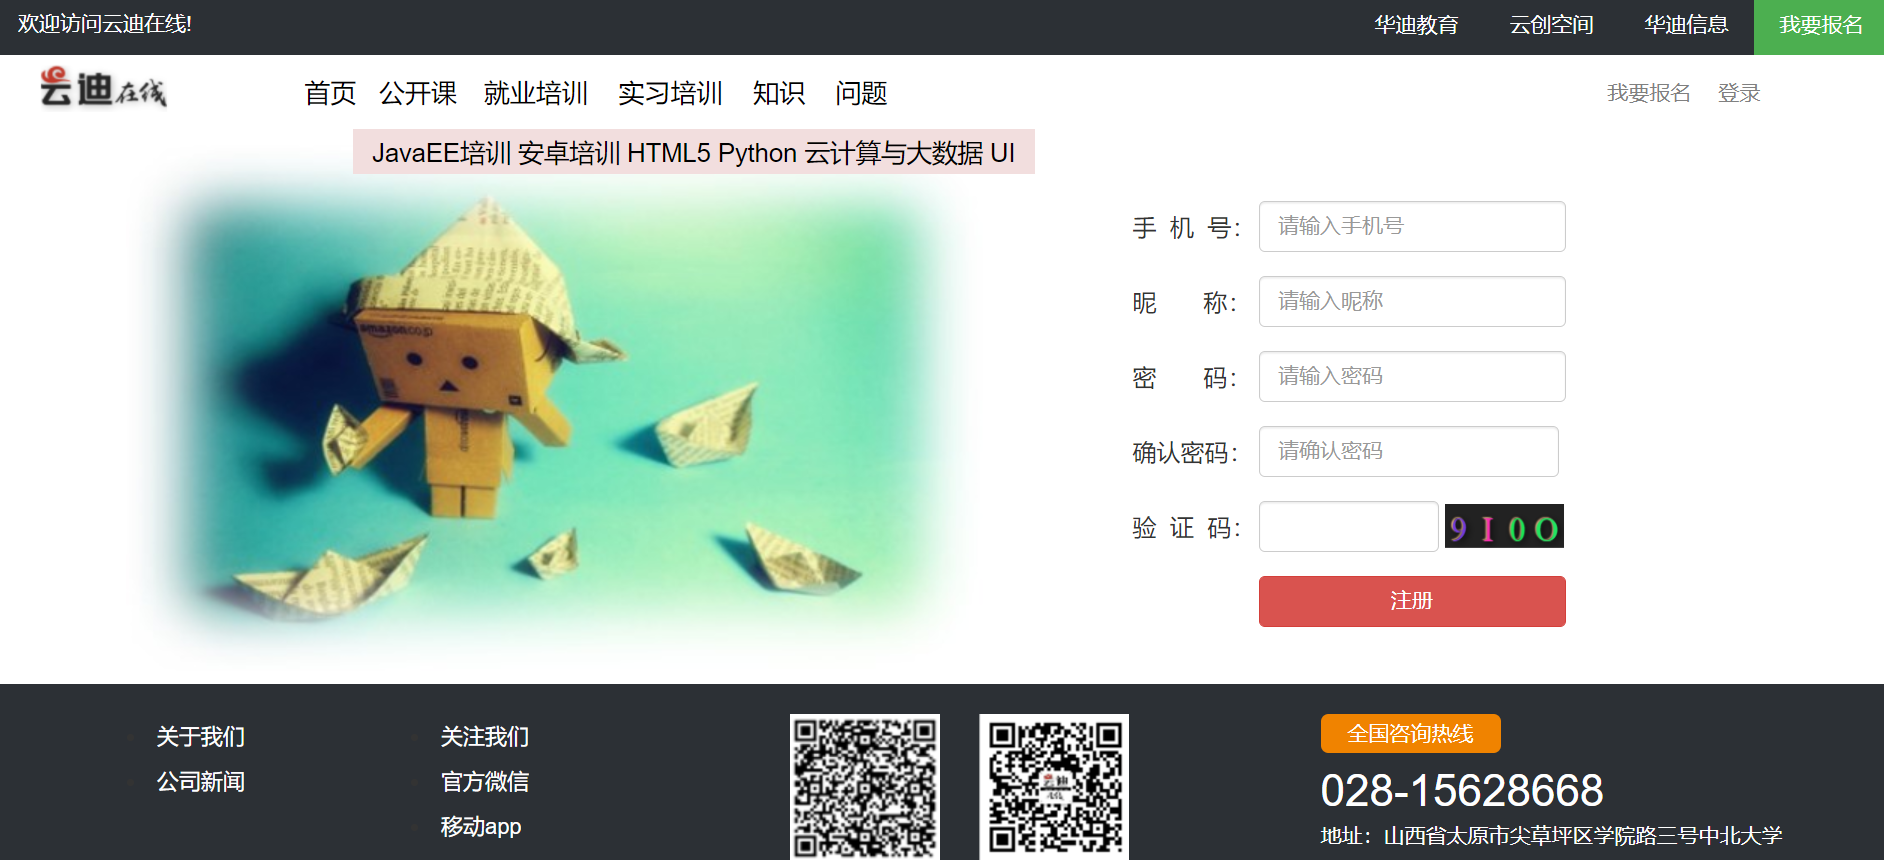 欢迎访问云迪在线!
华迪教育 云创空间 华迪信息 我要报名
云迪在线
首页 公开课 就业培训 实习培训 知识 问题
我要报名 登录
JavaEE培训 安卓培训 HTML5 Python 云计算与大数据 UI
amazon.co.jp
手 机 号: 请输入手机号
昵 称: 请输入昵称
密 码: 请输入密码
确认密码: 请确认密码
验 证 码: 9I0O
注册
关于我们
公司新闻
关注我们
官方微信
移动app
云迪在线
全国咨询热线
028-15628668
地址：山西省太原市尖草坪区学院路三号中北大学